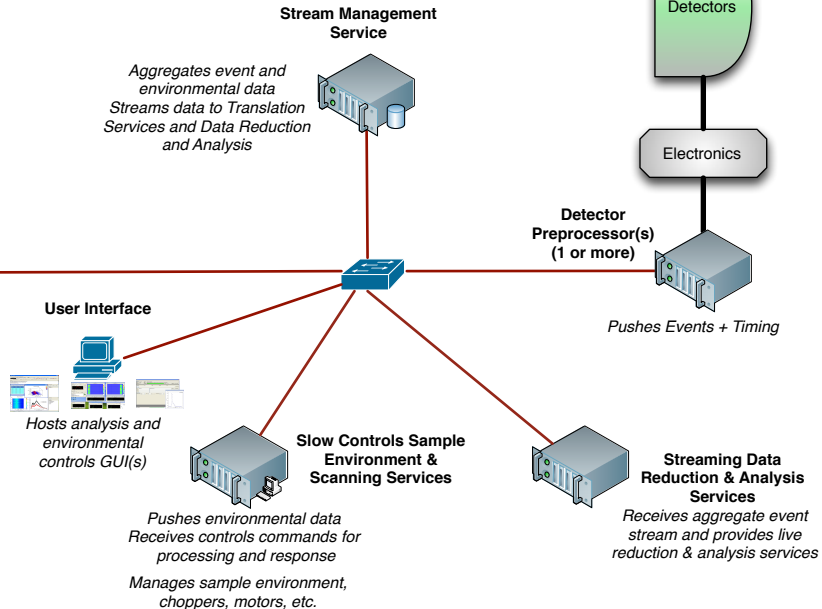 Stream Management
Service
Aggregates event and
environmental data
Streams data to Translation
Services and Data Reduction
and Analysis
Detectors
Electronics
Detector
Preprocessor(s)
(1 or more)
Pushes Events + Timing
User Interface
Hosts analysis and
environmental
controls GUI(s)
Slow Controls Sample
Environment &
Scanning Services
Pushes environmental data
Receives controls commands for
processing and response
Manages sample environment,
choppers, motors, etc.
Streaming Data
Reduction & Analysis
Services
Receives aggregate event
stream and provides live
reduction & analysis services